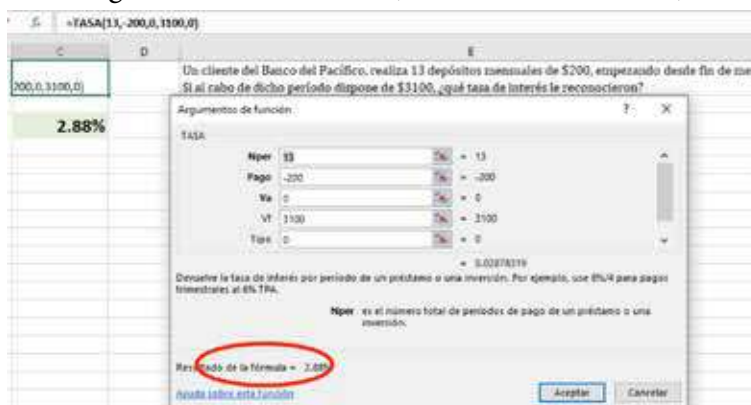 =TASA(13,-200,0,3100,0)
C D E
Un cliente del Banco del Pacífico, realiza 13 depósitos mensuales de $200, empezando desde fin de me
200,0,3100,0)
Si al cabo de dicho período dispone de $3100, ¿qué tasa de interés le reconocieron?
Argumentos de función ? ×
2.88%
TASA
Nper 13 = 13
Pago -200 = -200
Va 0 = 0
Vf 3100 = 3100
Tipo 0 = 0
= 0.02878319
Devuelve la tasa de interés por período de un préstamo o una inversión. Por ejemplo, use 6%/4 para pagos
trimestrales al 6% TPA.
Nper es el número total de períodos de pago de un préstamo o una
inversión.
Resultado de la fórmula = 2.88%
Ayuda sobre esta función
Aceptar Cancelar